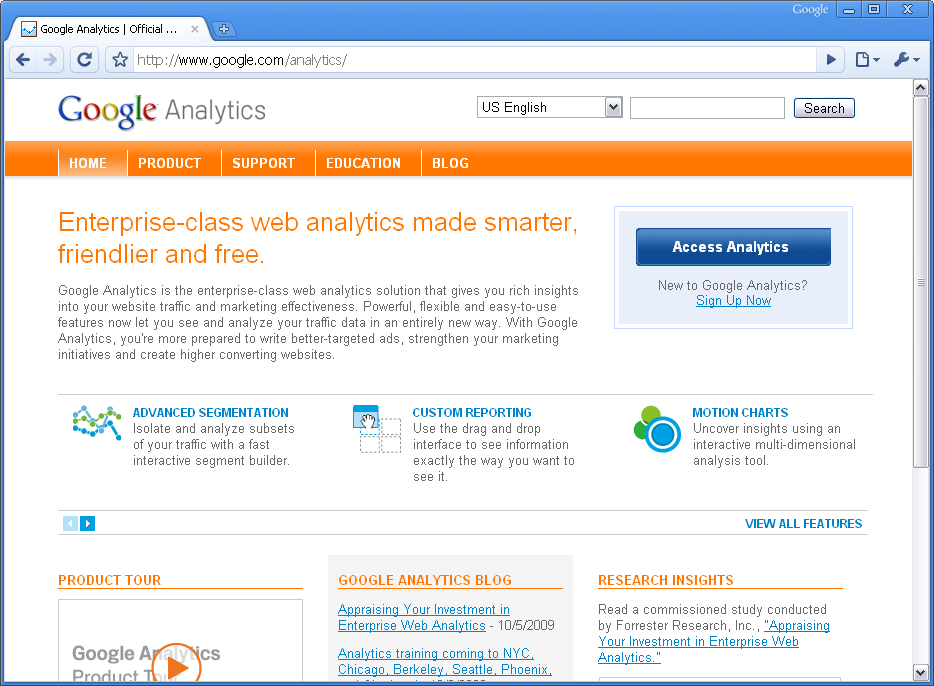 Google
Google Analytics | Official ...
http://www.google.com/analytics/
Google Analytics
US English
Search
HOME
PRODUCT
SUPPORT
EDUCATION
BLOG
Enterprise-class web analytics made smarter,
friendlier and free.
Google Analytics is the enterprise-class web analytics solution that gives you rich insights
into your website traffic and marketing effectiveness. Powerful, flexible and easy-to-use
features now let you see and analyze your traffic data in an entirely new way. With Google
Analytics, you're more prepared to write better-targeted ads, strengthen your marketing
initiatives and create higher converting websites.
Access Analytics
New to Google Analytics?
Sign Up Now
ADVANCED SEGMENTATION
Isolate and analyze subsets
of your traffic with a fast
interactive segment builder.
CUSTOM REPORTING
Use the drag and drop
interface to see information
exactly the way you want to
see it.
MOTION CHARTS
Uncover insights using an
interactive multi-dimensional
analysis tool.
VIEW ALL FEATURES
PRODUCT TOUR
Google Analytics
Product Tour
GOOGLE ANALYTICS BLOG
Appraising Your Investment in
Enterprise Web Analytics - 10/5/2009
Analytics training coming to NYC,
Chicago, Berkeley, Seattle, Phoenix,
RESEARCH INSIGHTS
Read a commissioned study conducted
by Forrester Research, Inc., "Appraising
Your Investment in Enterprise Web
Analytics."